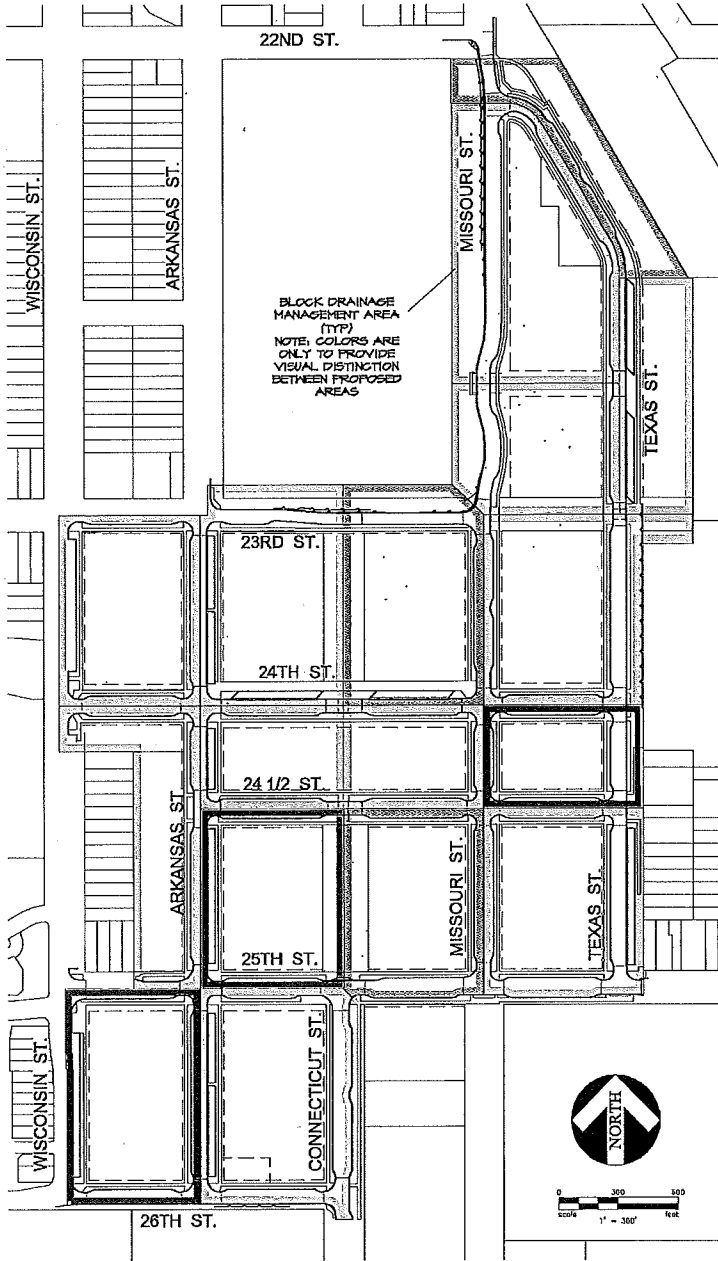 22ND ST.
WISCONSIN ST.
ARKANSAS ST.
MISSOURI ST.
BLOCK DRAINAGE
MANAGEMENT AREA
(TYP)
NOTE: COLORS ARE
ONLY TO PROVIDE
VISUAL DISTINCTION
BETWEEN PROPOSED
AREAS
TEXAS ST.
23RD ST.
24TH ST.
24 1/2 ST.
ARKANSAS ST.
MISSOURI ST.
TEXAS ST.
25TH ST.
WISCONSIN ST.
CONNECTICUT ST.
NORTH
0 300 600
scale 1" = 300' feet
26TH ST.